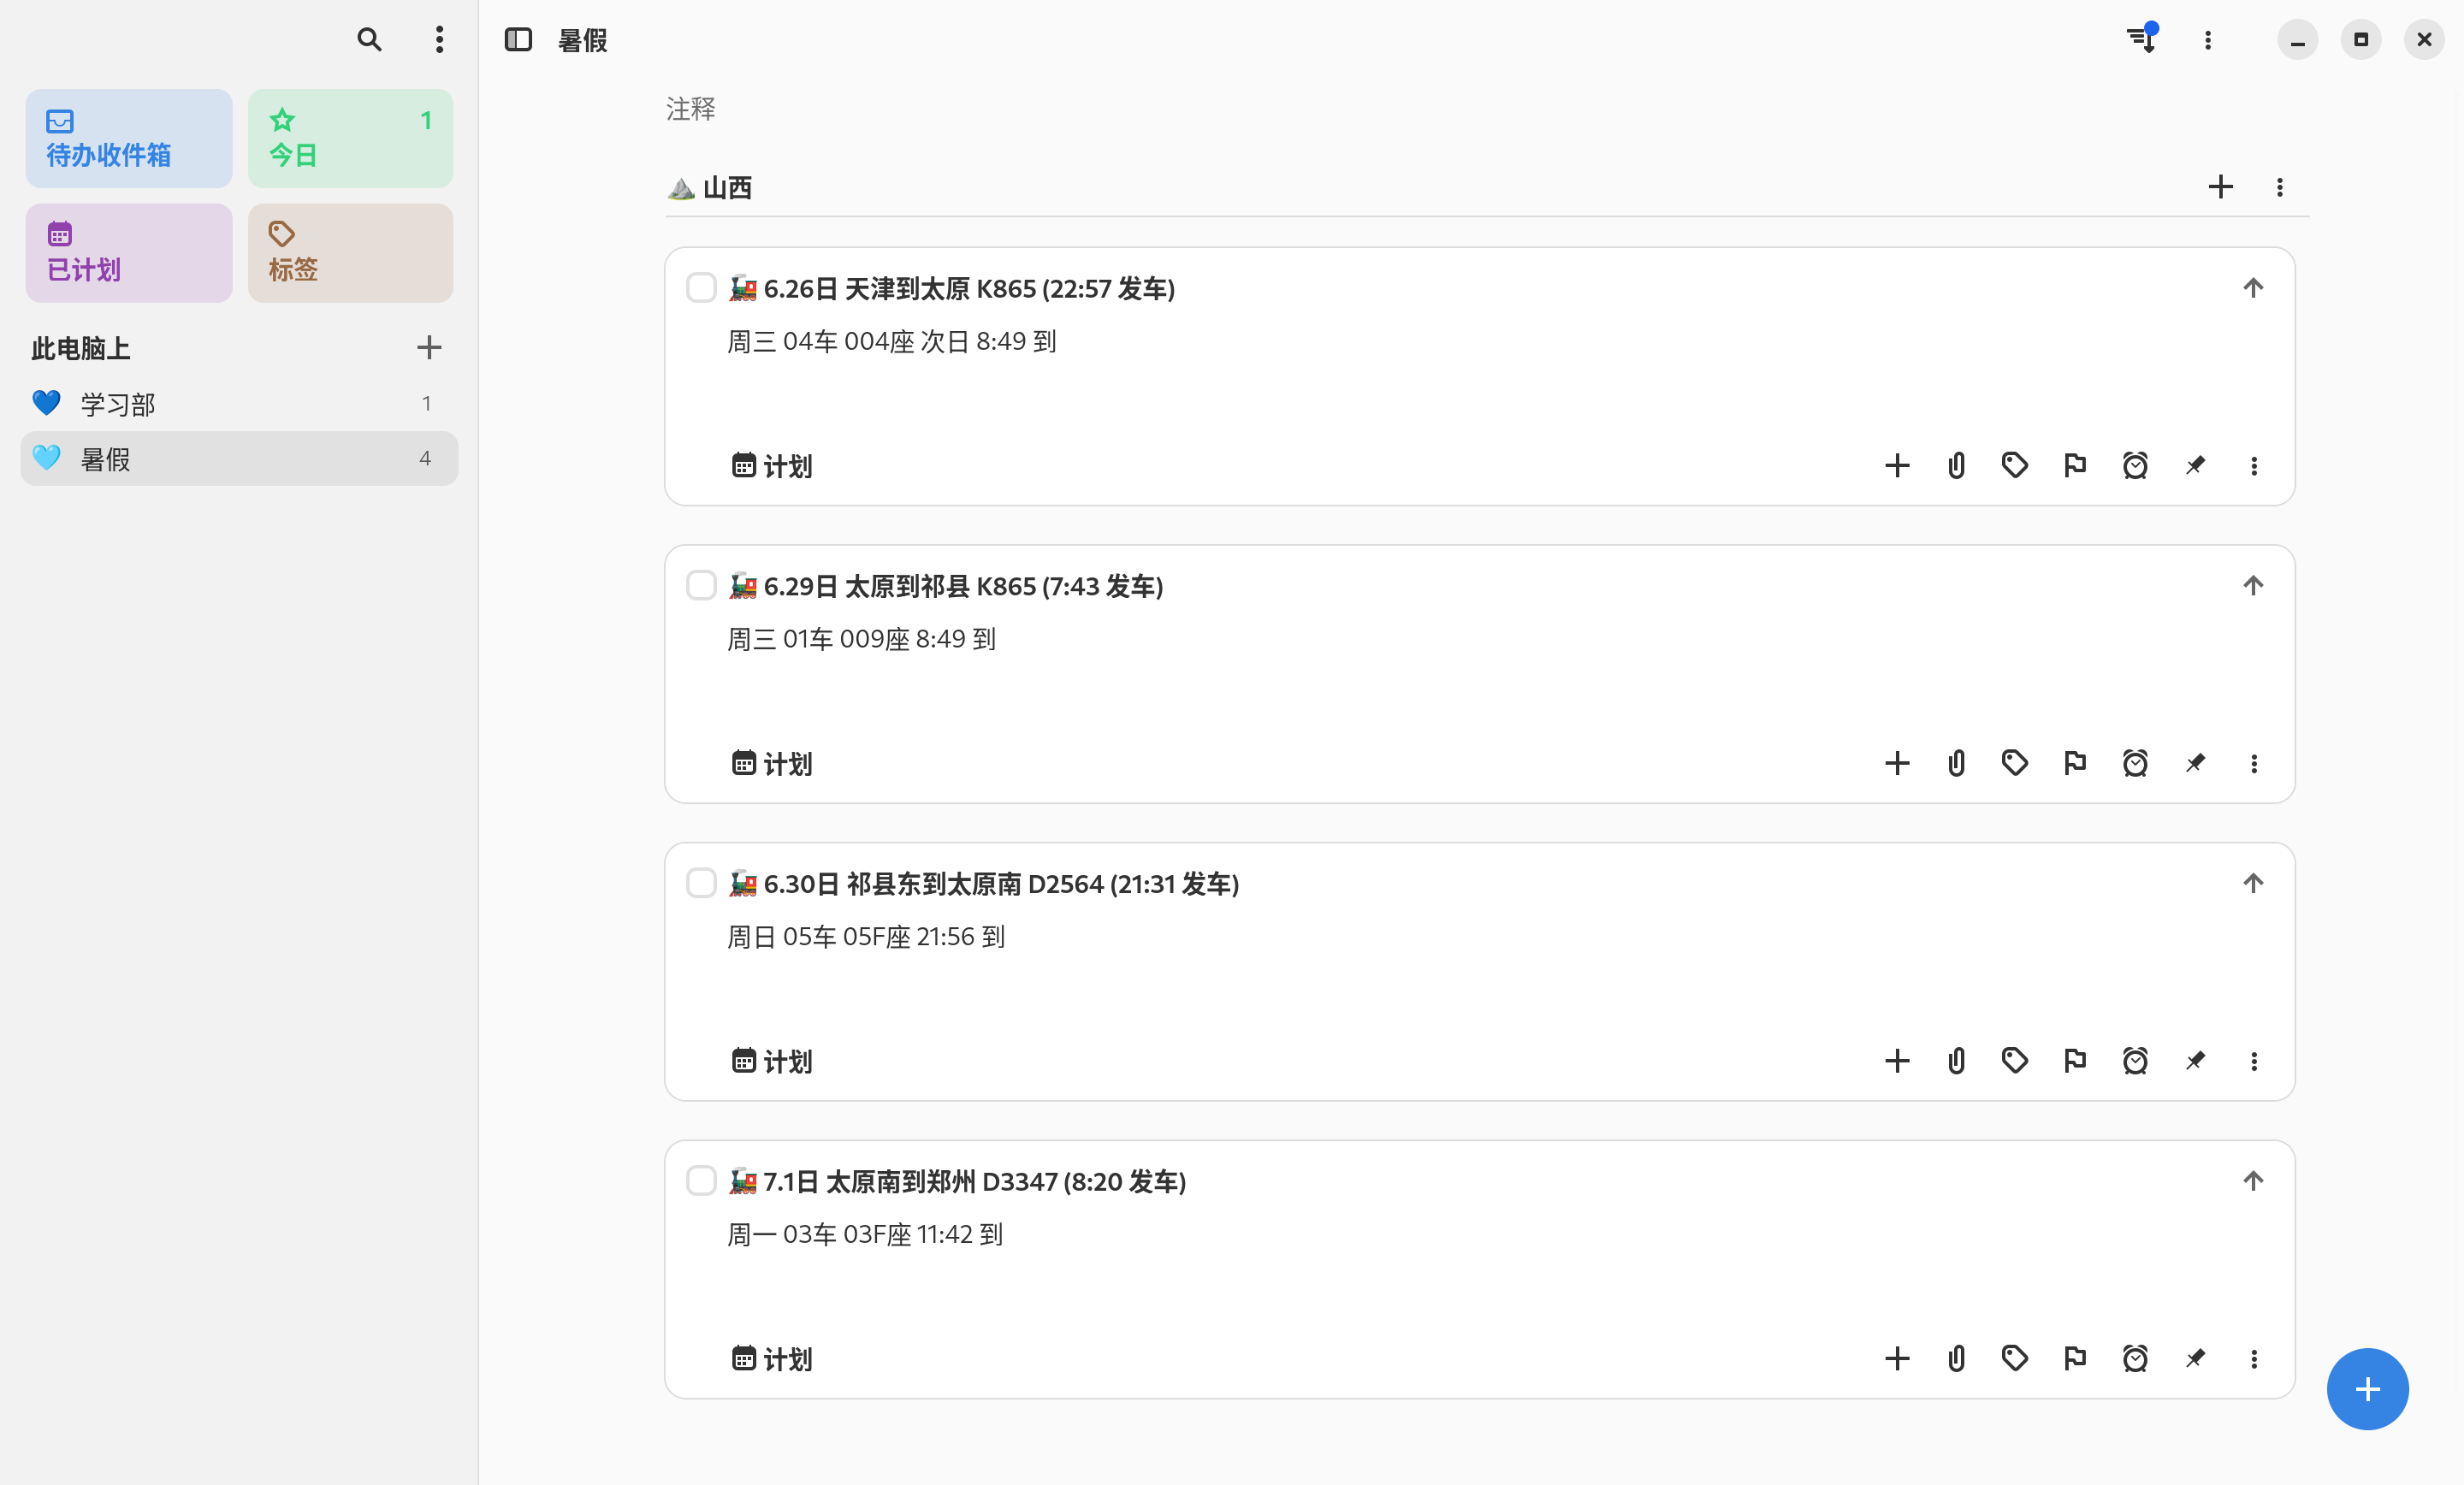 待办收件箱
1
今日
已计划
标签
此电脑上
学习部 1
暑假 4
暑假
注释
山西
6.26日 天津到太原 K865 (22:57 发车)
周三 04车 004座 次日 8:49 到
计划
6.29日 太原到祁县 K865 (7:43 发车)
周三 01车 009座 8:49 到
计划
6.30日 祁县东到太原南 D2564 (21:31 发车)
周日 05车 05F座 21:56 到
计划
7.1日 太原南到郑州 D3347 (8:20 发车)
周一 03车 03F座 11:42 到
计划